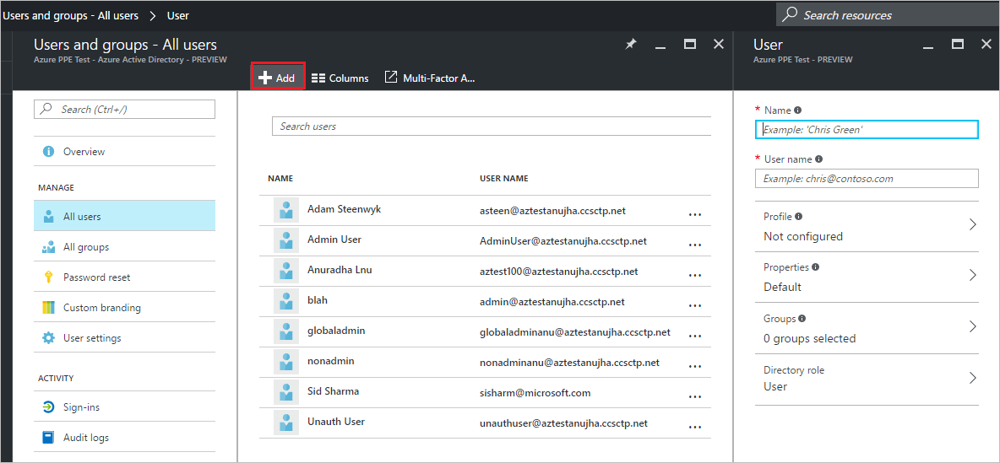 Users and groups - All users > User
Search resources
Users and groups - All users
Azure PPE Test - Azure Active Directory - PREVIEW
Add
Columns
Multi-Factor A...
Search (Ctrl+/)
Overview
MANAGE
All users
All groups
Password reset
Custom branding
User settings
ACTIVITY
Sign-ins
Audit logs
Search users
NAME USER NAME
Adam Steenwyk asteen@aztestanujha.ccsctp.net ...
Admin User AdminUser@aztestanujha.ccsctp.net ...
Anuradha Lnu aztest100@aztestanujha.ccsctp.net ...
blah admin@aztestanujha.ccsctp.net ...
globaladmin globaladminanu@aztestanujha.ccsctp.net ...
nonadmin nonadminanu@aztestanujha.ccsctp.net ...
Sid Sharma sisharm@microsoft.com ...
Unauth User unauthuser@aztestanujha.ccsctp.net ...
User
Azure PPE Test - PREVIEW
* Name
Example: 'Chris Green'
* User name
Example: chris@contoso.com
Profile
Not configured
Properties
Default
Groups
0 groups selected
Directory role
User